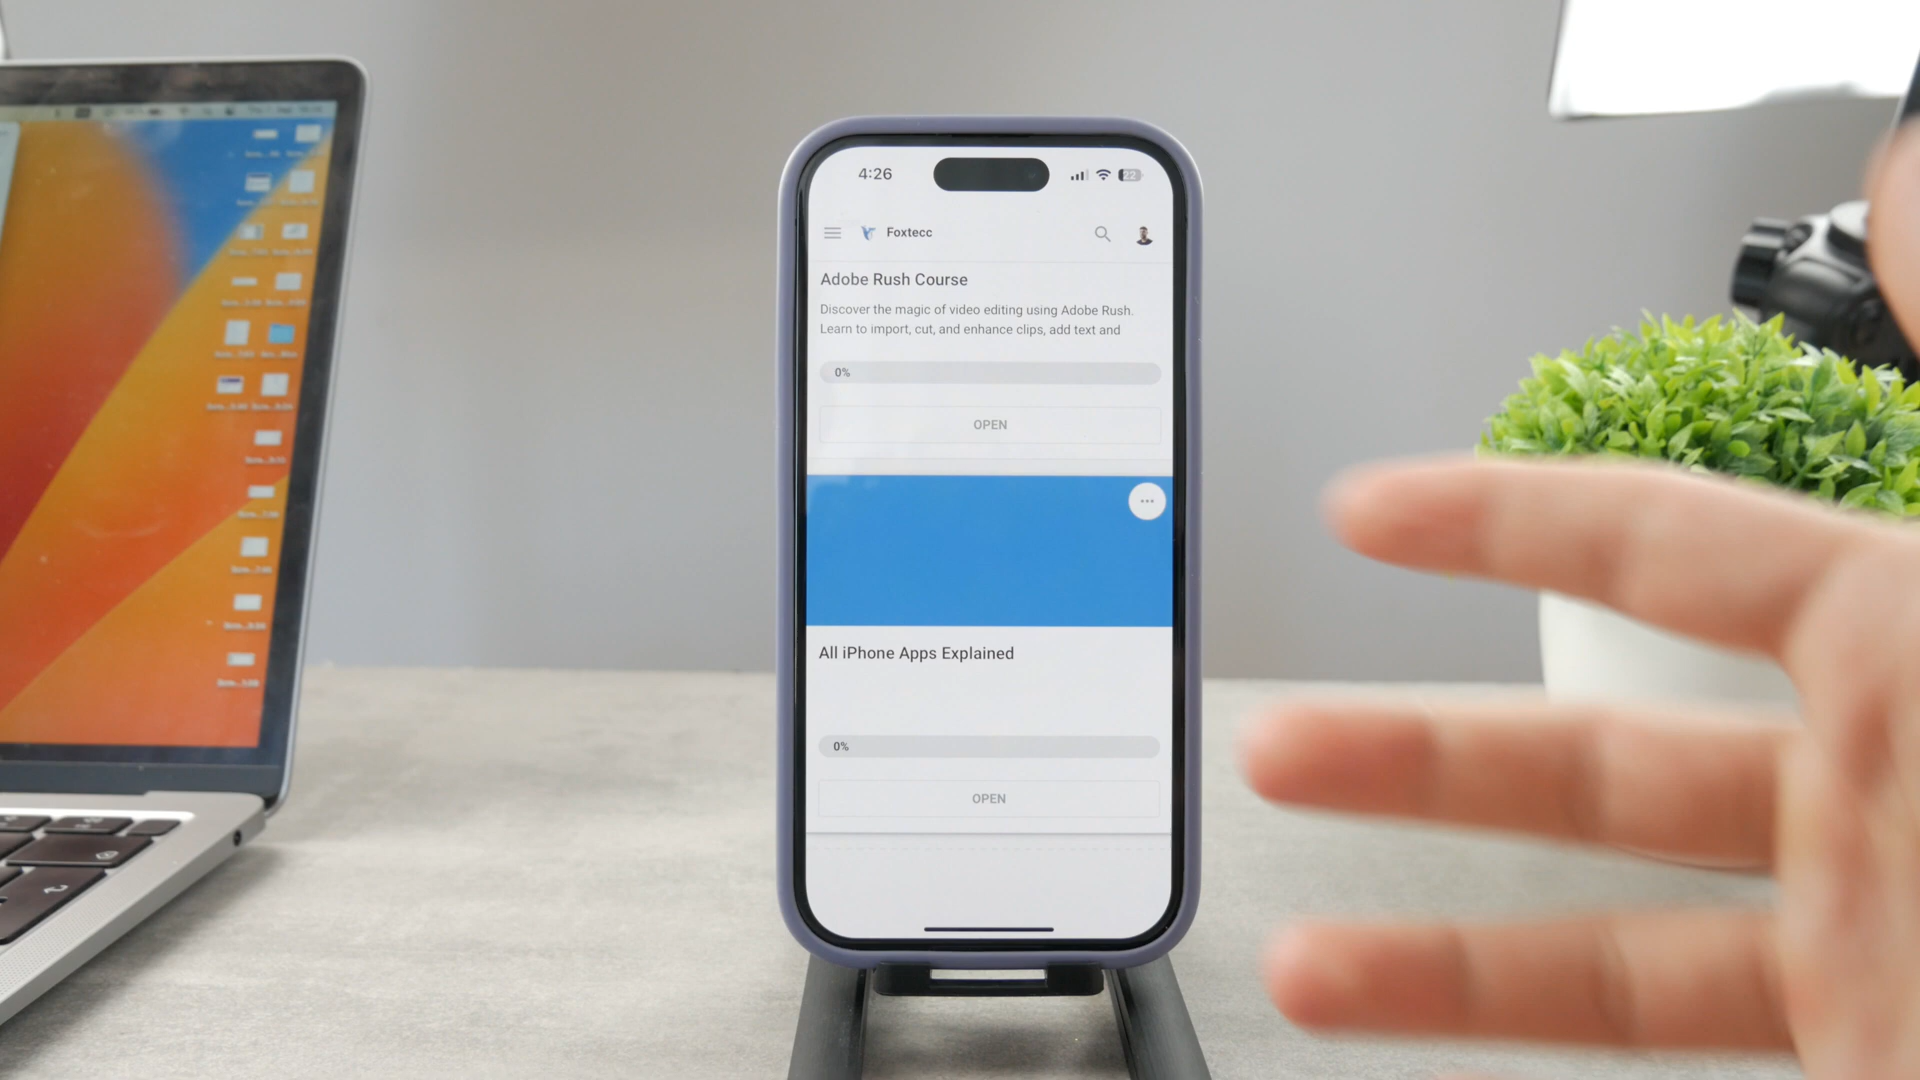 4:26
22
Foxtecc
Adobe Rush Course
Discover the magic of video editing using Adobe Rush.
Learn to import, cut, and enhance clips, add text and
0%
OPEN
All iPhone Apps Explained
0%
OPEN